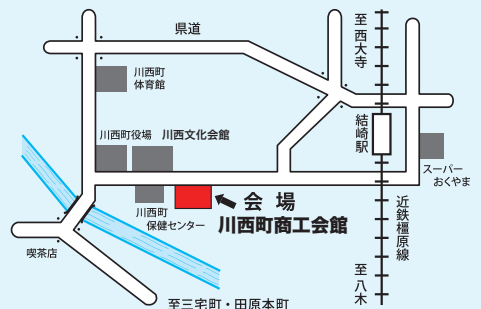 県道
至西大寺
川西町
体育館
川西町役場
川西文化会館
結崎駅
スーパー
おくやま
会場
川西町商工会館
川西町
保健センター
近鉄橿原線
喫茶店
至八木
至三宅町・田原本町